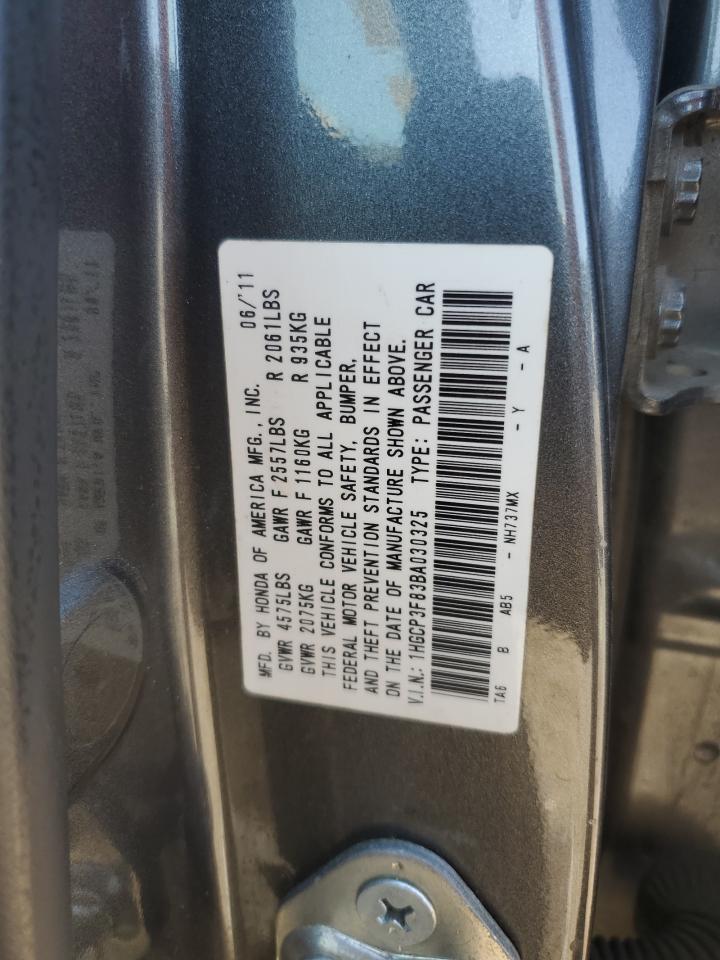 MFD. BY HONDA OF AMERICA MFG., INC. 06/'11
GVWR 4575LBS GAWR F 2557LBS R 2061LBS
GVWR 2075KG GAWR F 1160KG R 935KG
THIS VEHICLE CONFORMS TO ALL APPLICABLE
FEDERAL MOTOR VEHICLE SAFETY, BUMPER,
AND THEFT PREVENTION STANDARDS IN EFFECT
ON THE DATE OF MANUFACTURE SHOWN ABOVE.
V.I.N.: 1HGCP3F83BA030325 TYPE: PASSENGER CAR
TA6 B AB5 - NH737MX - Y - A